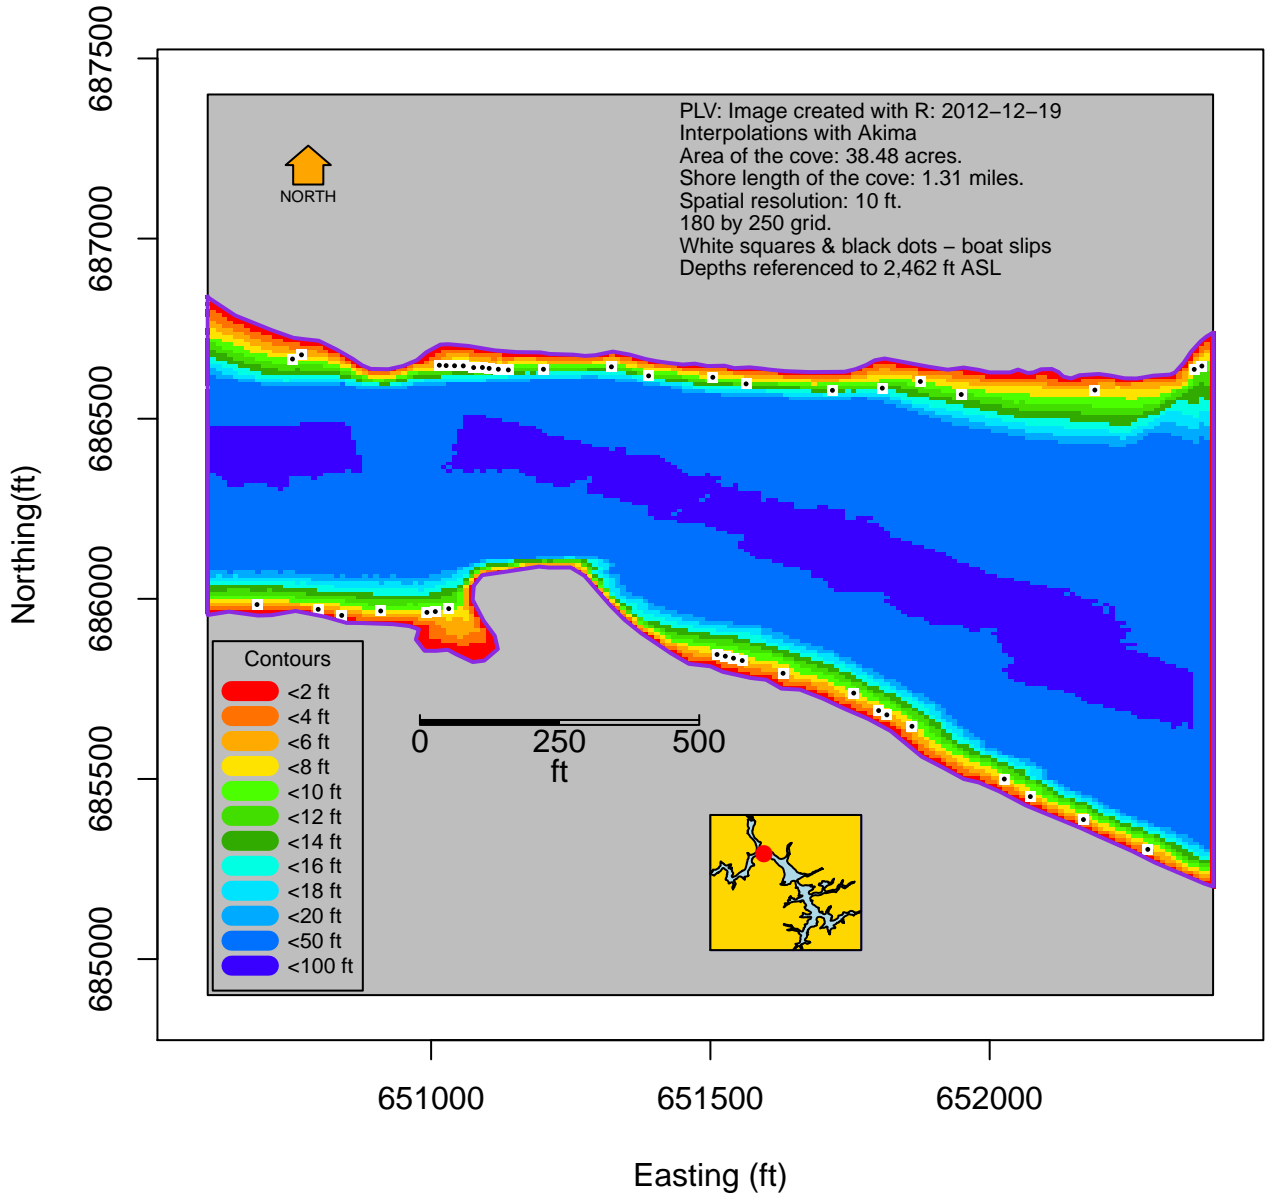 PLV: Image created with R: 2012−12−19
Interpolations with Akima
Area of the cove: 38.48 acres.
Shore length of the cove: 1.31 miles.
Spatial resolution: 10 ft.
180 by 250 grid.
White squares & black dots − boat slips
Depths referenced to 2,462 ft ASL
NORTH
687500
687000
686500
686000
685500
685000
Northing(ft)
Contours
<2 ft
<4 ft
<6 ft
<8 ft
<10 ft
<12 ft
<14 ft
<16 ft
<18 ft
<20 ft
<50 ft
<100 ft
0 250 500
ft
651000 651500 652000
Easting (ft)